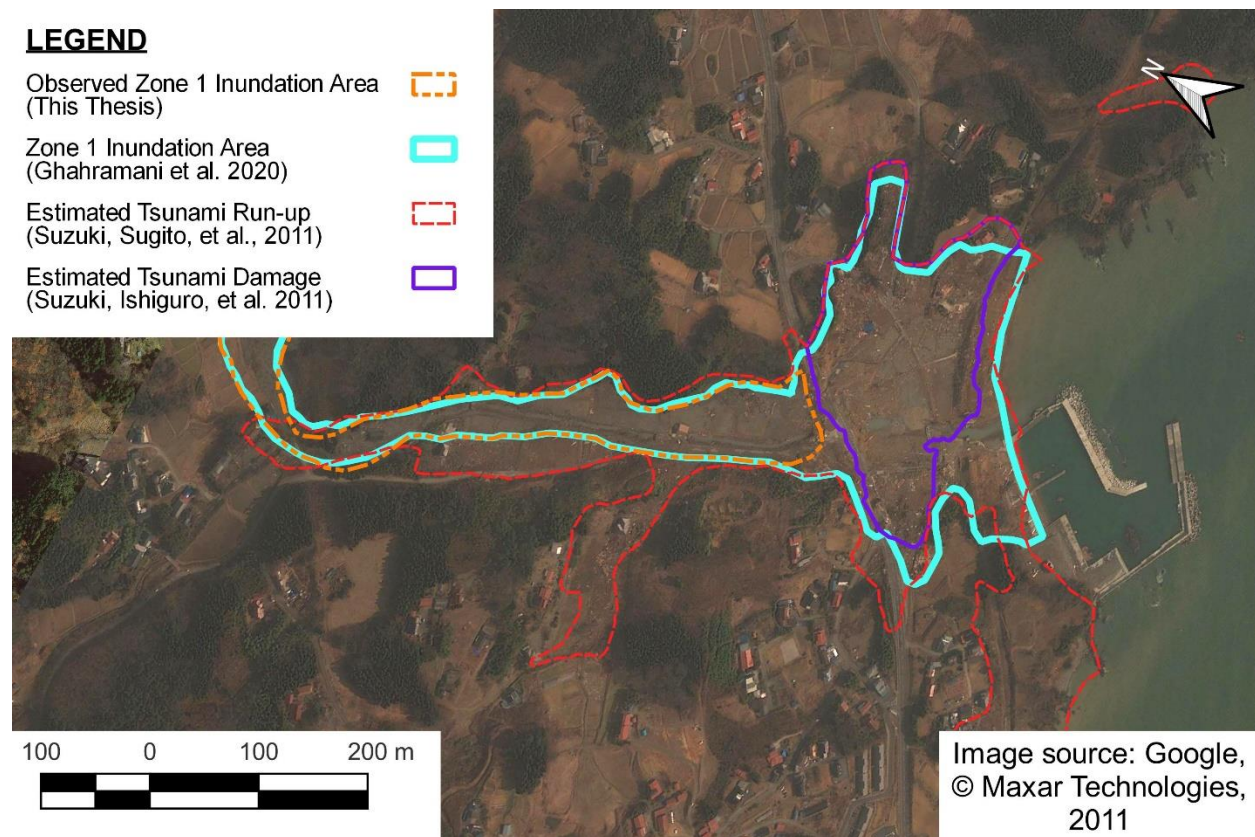 LEGEND
Observed Zone 1 Inundation Area
(This Thesis)
Zone 1 Inundation Area
(Ghahramani et al. 2020)
Estimated Tsunami Run-up
(Suzuki, Sugito, et al., 2011)
Estimated Tsunami Damage
(Suzuki, Ishiguro, et al. 2011)
N
100 0 100 200 m
Image source: Google,
© Maxar Technologies,
2011